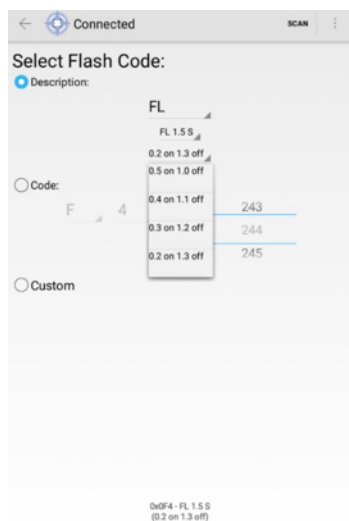 Connected SCAN
Select Flash Code:
Description:
FL
FL 1.5 S
0.2 on 1.3 off
0.5 on 1.0 off
Code:
0.4 on 1.1 off
F 4 243
0.3 on 1.2 off 244
0.2 on 1.3 off 245
Custom
0x0F4 - FL 1.5 S
(0.2 on 1.3 off)